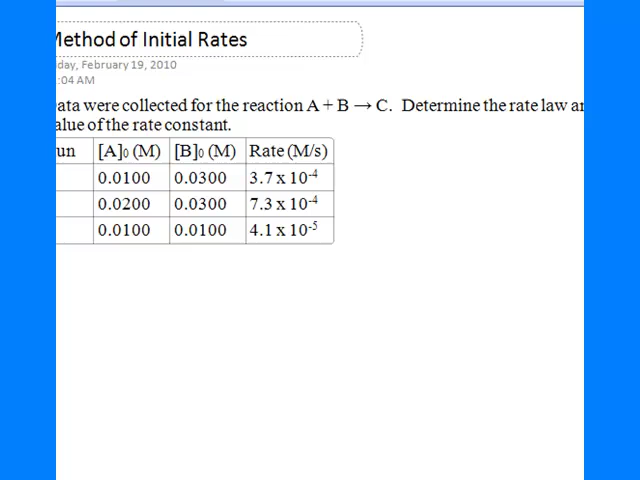 Method of Initial Rates
day, February 19, 2010
:04 AM
ata were collected for the reaction A + B → C. Determine the rate law a
alue of the rate constant.
un [A]₀ (M) [B]₀ (M) Rate (M/s)
0.0100 0.0300 3.7 x 10⁻⁴
0.0200 0.0300 7.3 x 10⁻⁴
0.0100 0.0100 4.1 x 10⁻⁵